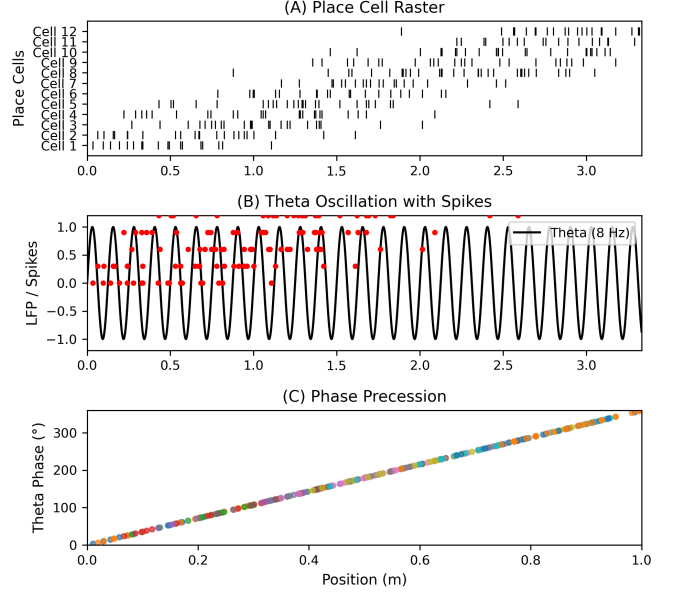 (A) Place Cell Raster
Place Cells
Cell 12
Cell 11
Cell 10
Cell 9
Cell 8
Cell 7
Cell 6
Cell 5
Cell 4
Cell 3
Cell 2
Cell 1
0.0 0.5 1.0 1.5 2.0 2.5 3.0
(B) Theta Oscillation with Spikes
LFP / Spikes
1.0
0.5
0.0
−0.5
−1.0
Theta (8 Hz)
0.0 0.5 1.0 1.5 2.0 2.5 3.0
(C) Phase Precession
Theta Phase (°)
300
200
100
0
0.0 0.2 0.4 0.6 0.8 1.0
Position (m)